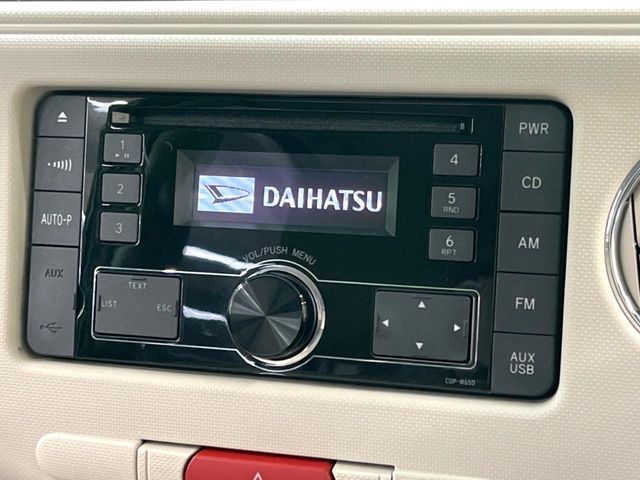 PWR
1
4
CD
2
DAIHATSU
5
RND
AUTO-P
3
6
RPT
AM
VOL/PUSH MENU
AUX
TEXT
LIST
ESC
FM
AUX
USB
CUP-W65D